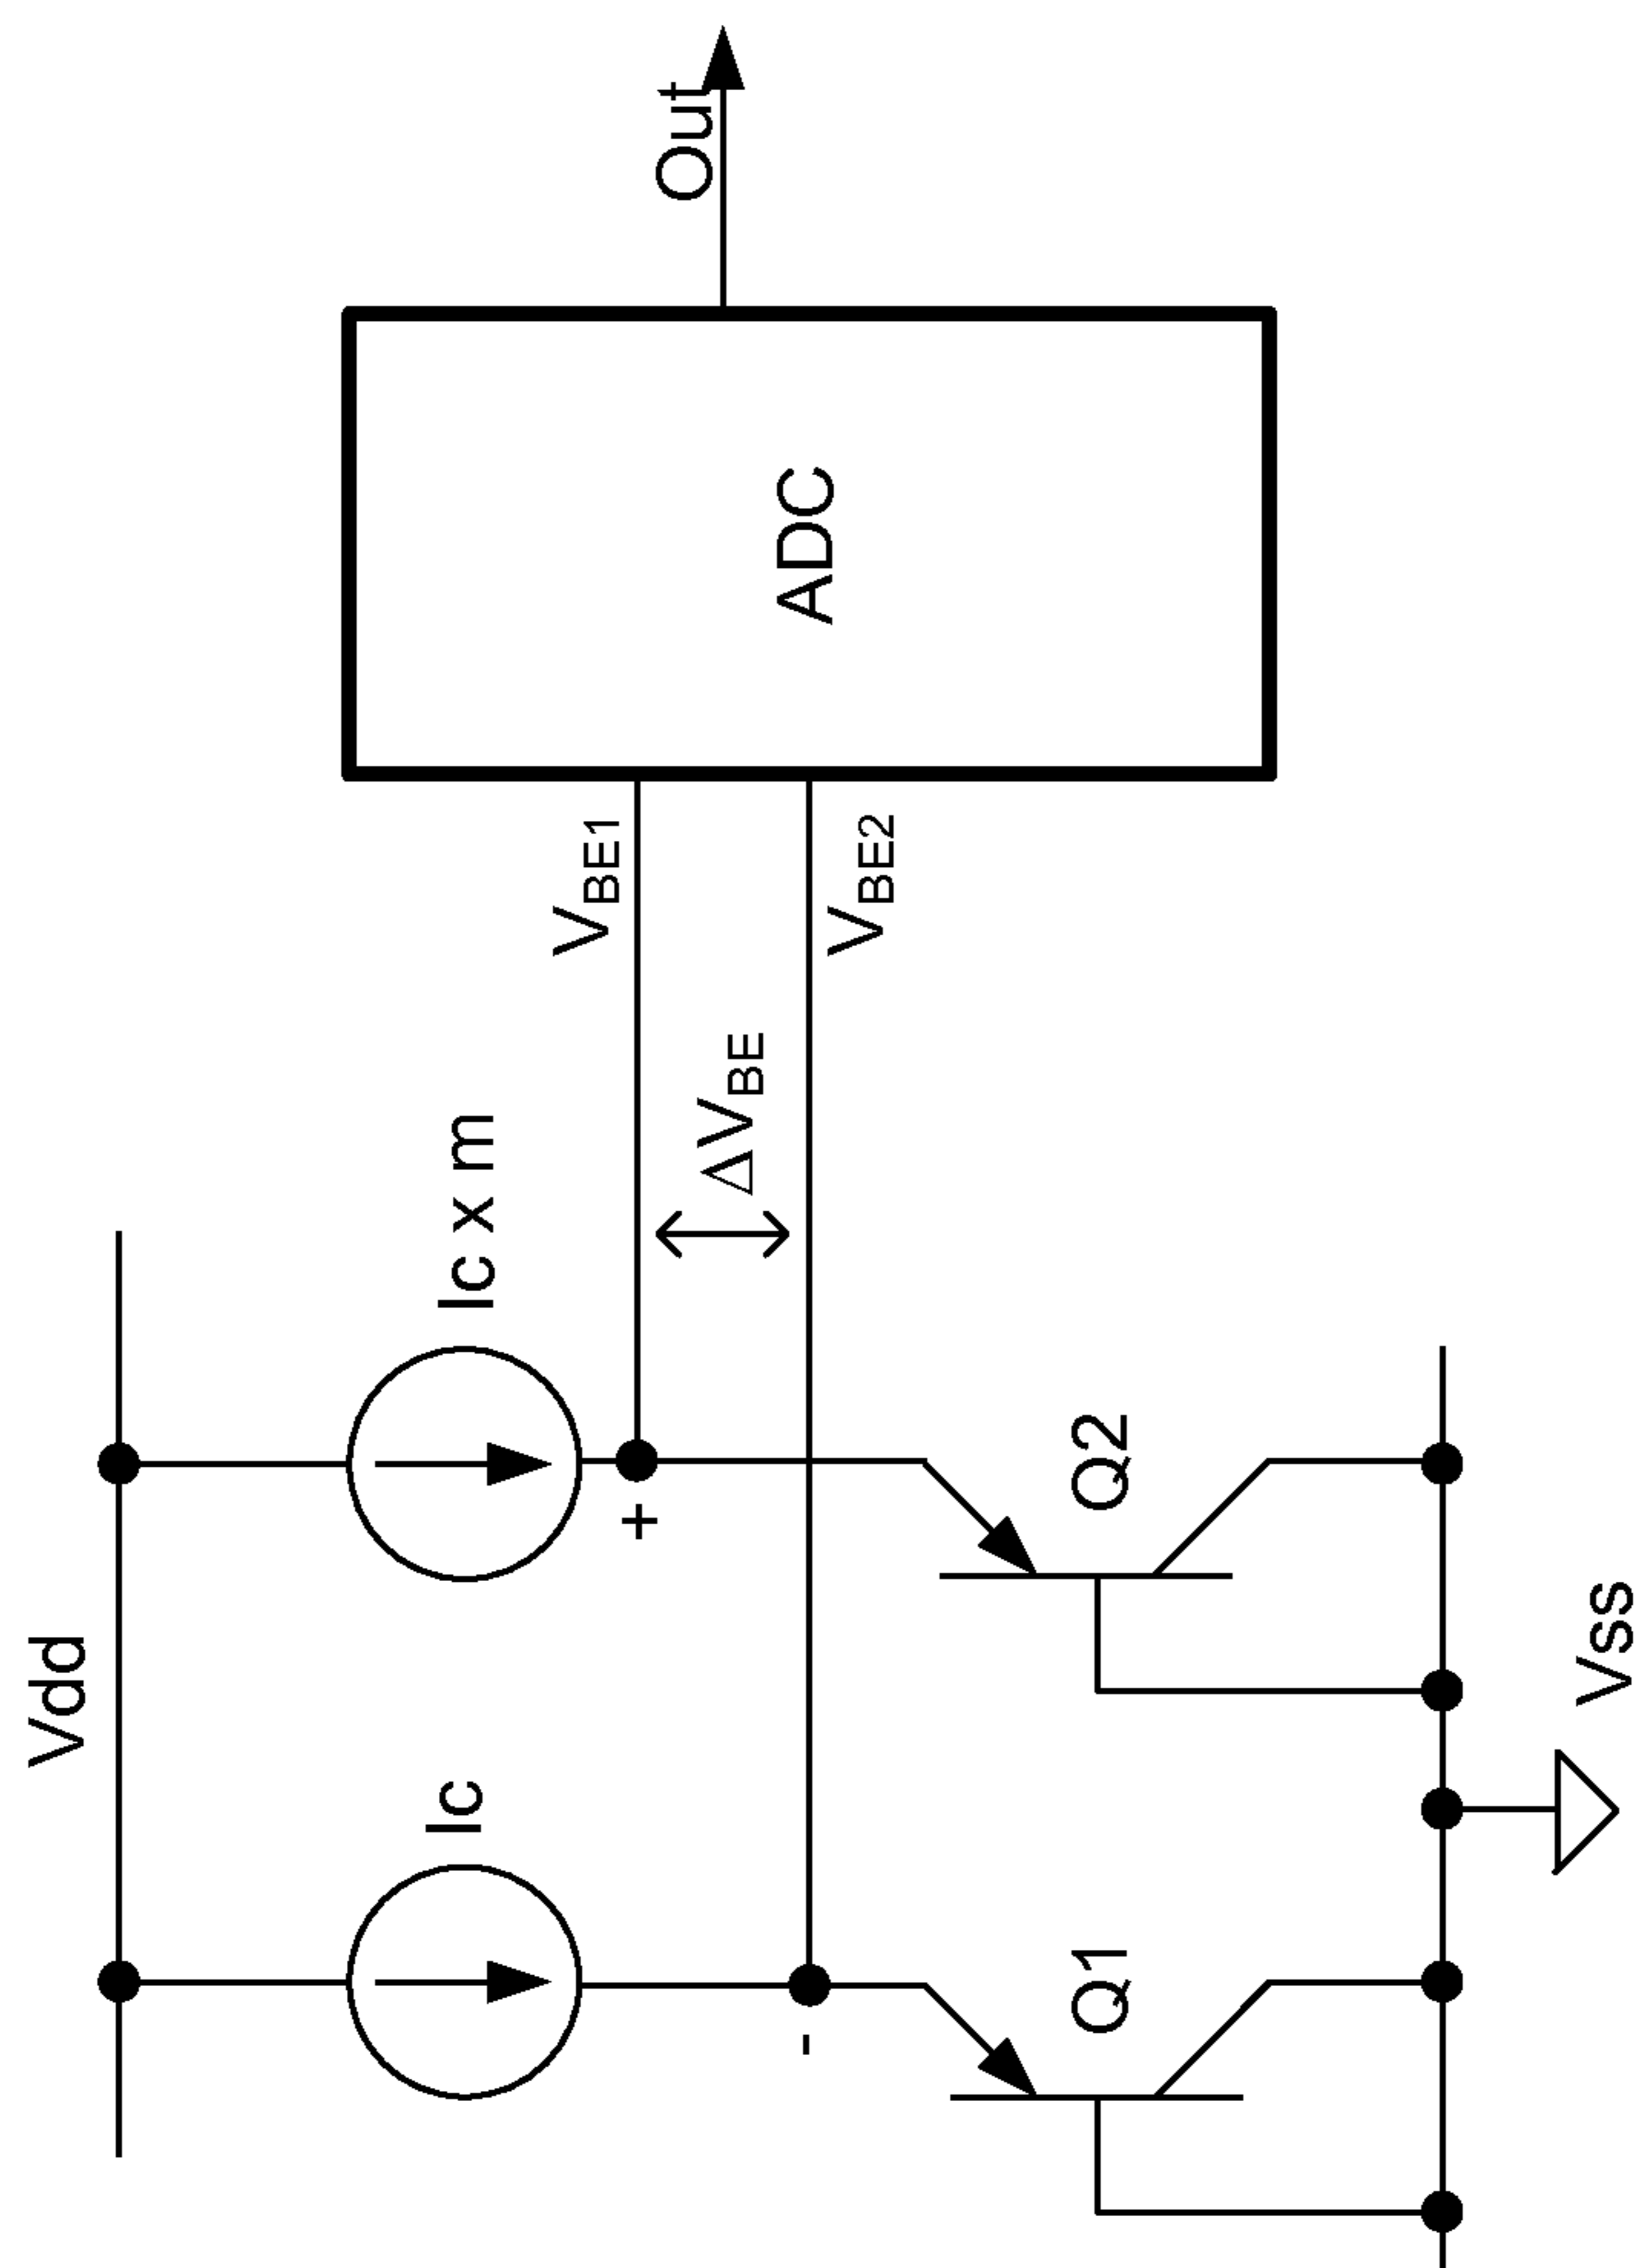 Vdd
Ic
Ic x m
-
+
ΔVBE
VBE1
VBE2
ADC
Out
Q1
Q2
Vss